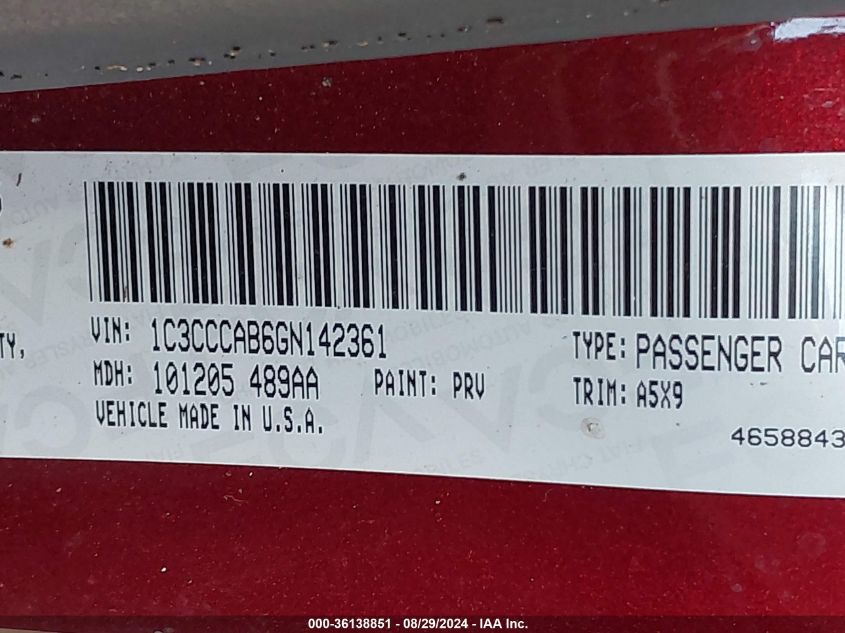 TY,
VIN: 1C3CCCAB6GN142361
TYPE: PASSENGER CAR
MDH: 101205 489AA
PAINT: PRV
TRIM: A5X9
VEHICLE MADE IN U.S.A.
4658843
000-36138851 - 08/29/2024 - IAA Inc.